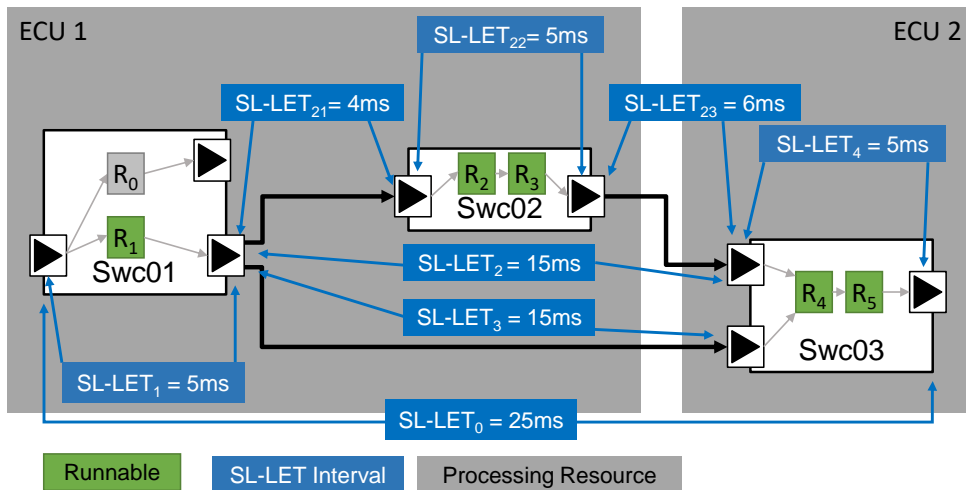 ECU 1
ECU 2
SL-LET22= 5ms
SL-LET21= 4ms
SL-LET23= 6ms
SL-LET4 = 5ms
R0
R1
Swc01
R2
R3
Swc02
SL-LET2 = 15ms
SL-LET3 = 15ms
R4
R5
Swc03
SL-LET1 = 5ms
SL-LET0 = 25ms
Runnable
SL-LET Interval
Processing Resource